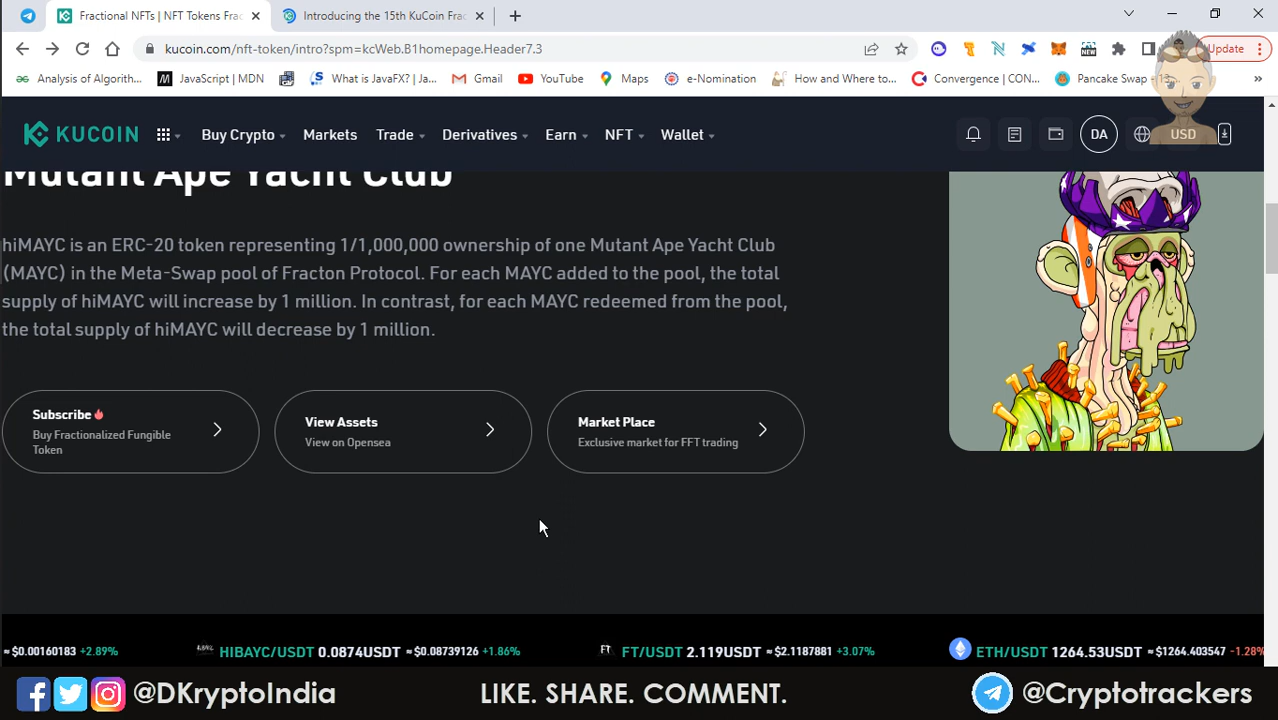 Fractional NFTs | NFT Tokens Frac
Introducing the 15th KuCoin Frac
kucoin.com/nft-token/intro?spm=kcWeb.B1homepage.Header7.3
Update
Analysis of Algorith...
JavaScript | MDN
What is JavaFX? | Ja...
Gmail
YouTube
Maps
e-Nomination
How and Where to...
Convergence | CON...
Pancake Swap
KUCOIN
Buy Crypto
Markets
Trade
Derivatives
Earn
NFT
Wallet
DA
USD
Mutant Ape Yacht Club
hiMAYC is an ERC-20 token representing 1/1,000,000 ownership of one Mutant Ape Yacht Club
(MAYC) in the Meta-Swap pool of Fracton Protocol. For each MAYC added to the pool, the total
supply of hiMAYC will increase by 1 million. In contrast, for each MAYC redeemed from the pool,
the total supply of hiMAYC will decrease by 1 million.
Subscribe
Buy Fractionalized Fungible
Token
View Assets
View on Opensea
Market Place
Exclusive market for FFT trading
≈ $0.00160183 +2.89%
HIBAYC/USDT 0.0874USDT ≈ $0.08739126 +1.86%
FT/USDT 2.119USDT ≈ $2.1187881 +3.07%
ETH/USDT 1264.53USDT ≈ $1264.403547 -1.28%
@DKryptoIndia
LIKE. SHARE. COMMENT.
@Cryptotrackers